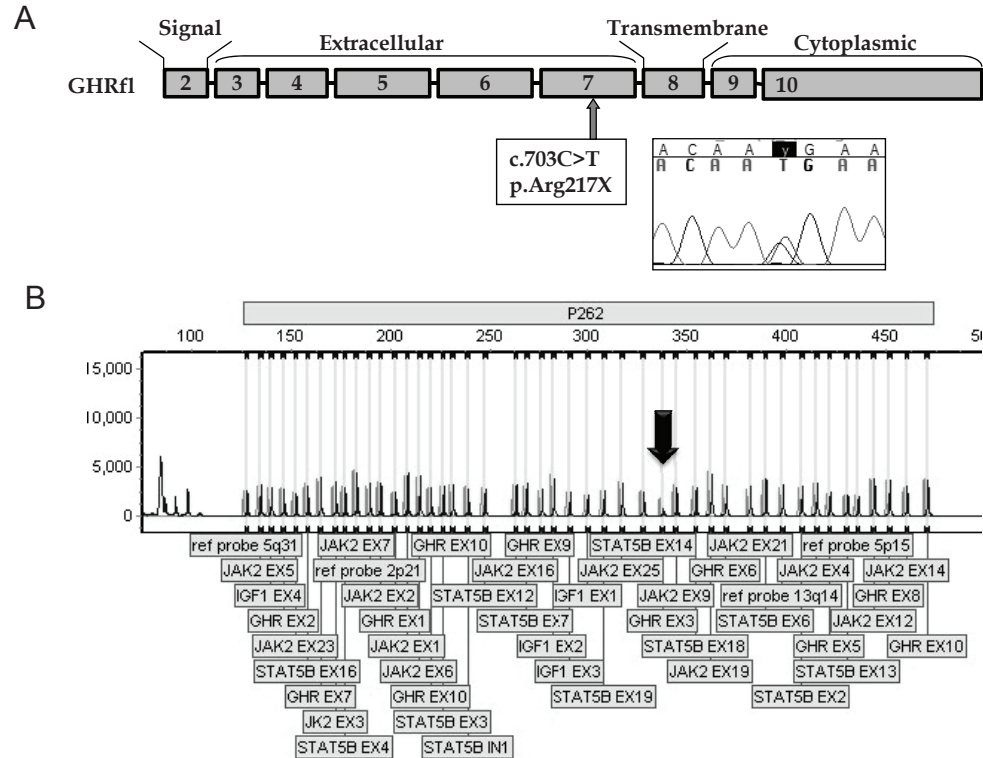 A
Signal
Extracellular
Transmembrane
Cytoplasmic
GHRfl
2 3 4 5 6 7 8 9 10
c.703C>T
p.Arg217X
A C A A y G A A
A C A A T G A A
B
P262
100 150 200 250 300 350 400 450 50
15,000
10,000
5,000
0
ref probe 5q31 JAK2 EX7 GHR EX10 GHR EX9 STAT5B EX14 JAK2 EX21 ref probe 5p15
JAK2 EX5 ref probe 2p21 JAK2 EX16 JAK2 EX25 GHR EX6 JAK2 EX4 JAK2 EX14
IGF1 EX4 JAK2 EX2 STAT5B EX12 IGF1 EX1 JAK2 EX9 ref probe 13q14 GHR EX8
GHR EX2 GHR EX1 STAT5B EX7 GHR EX3 STAT5B EX6 JAK2 EX12
JAK2 EX23 JAK2 EX1 IGF1 EX2 STAT5B EX18 GHR EX5 GHR EX10
STAT5B EX16 JAK2 EX6 IGF1 EX3 JAK2 EX19 STAT5B EX13
GHR EX7 GHR EX10 STAT5B EX19 STAT5B EX2
JK2 EX3 STAT5B EX3
STAT5B EX4 STAT5B IN1